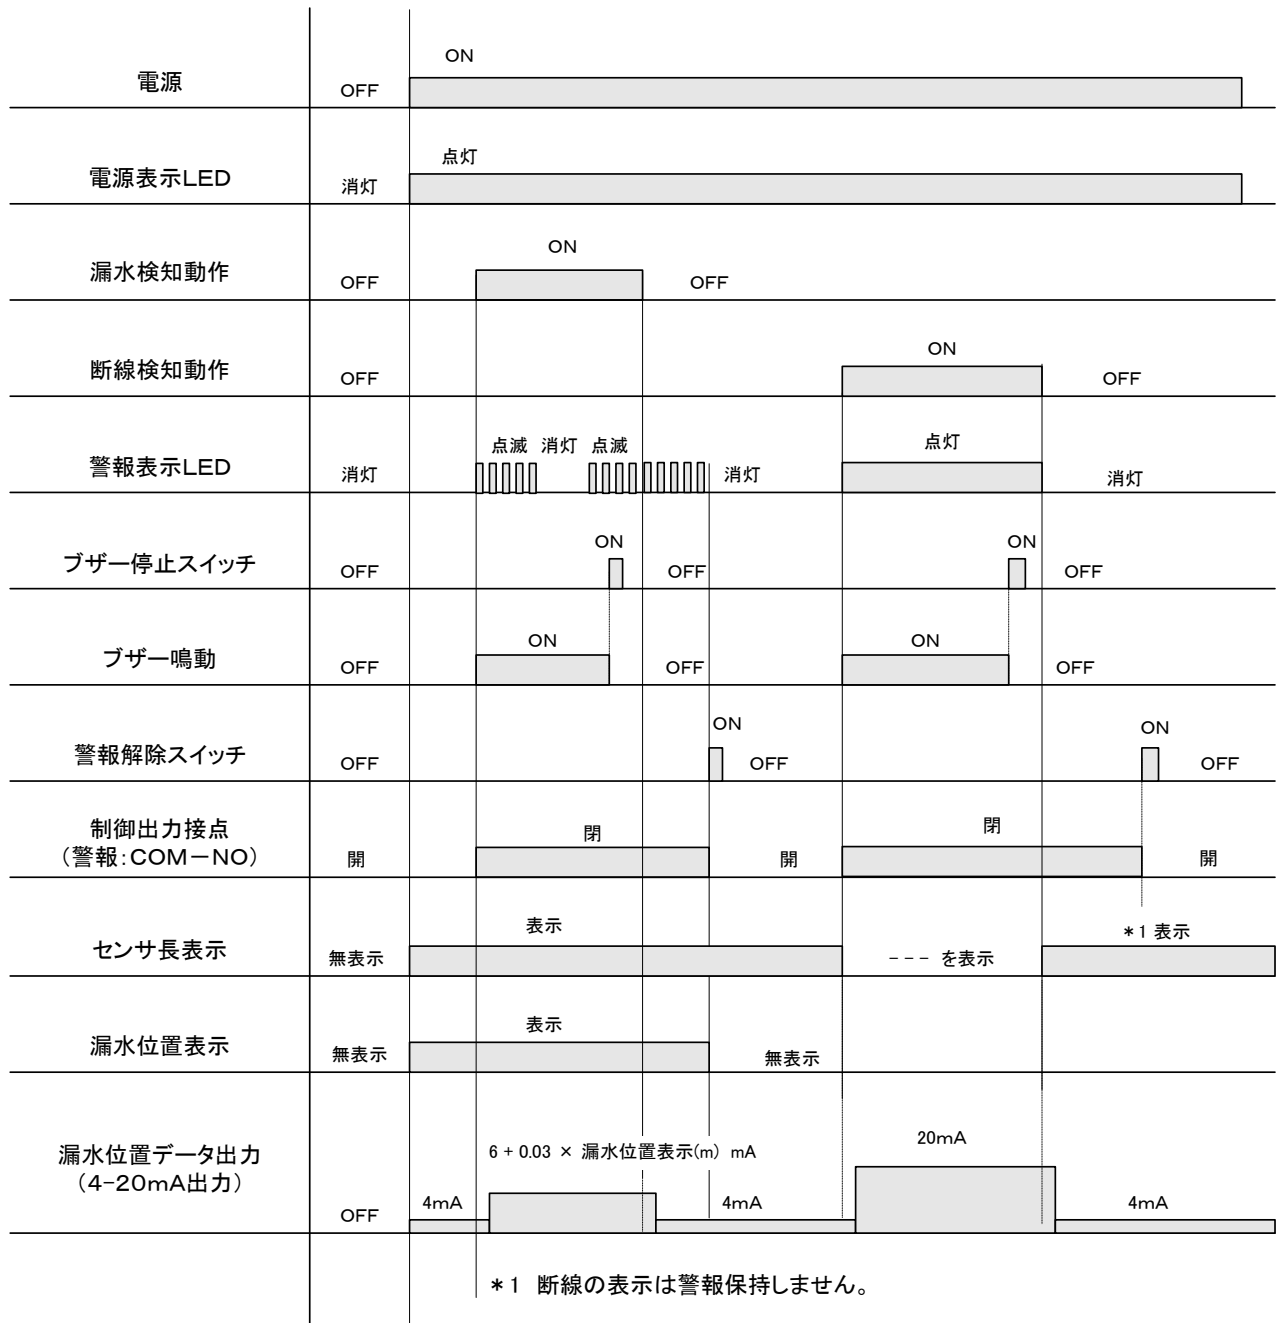 ON
電源 OFF
点灯
電源表示LED 消灯
ON
漏水検知動作 OFF OFF
ON
断線検知動作 OFF OFF
点滅 消灯 点滅 点灯
警報表示LED 消灯 消灯 消灯
ON ON
ブザー停止スイッチ OFF OFF OFF
ON ON
ブザー鳴動 OFF OFF OFF
ON ON
警報解除スイッチ OFF OFF OFF
閉 閉
制御出力接点
（警報：COM－NO） 開 開 開
表示 ＊1 表示
センサ長表示 無表示 --- を表示
表示
漏水位置表示 無表示 無表示
6 + 0.03 × 漏水位置表示(m) mA 20mA
漏水位置データ出力
（4-20mA出力） OFF 4mA 4mA 4mA
＊1 断線の表示は警報保持しません。